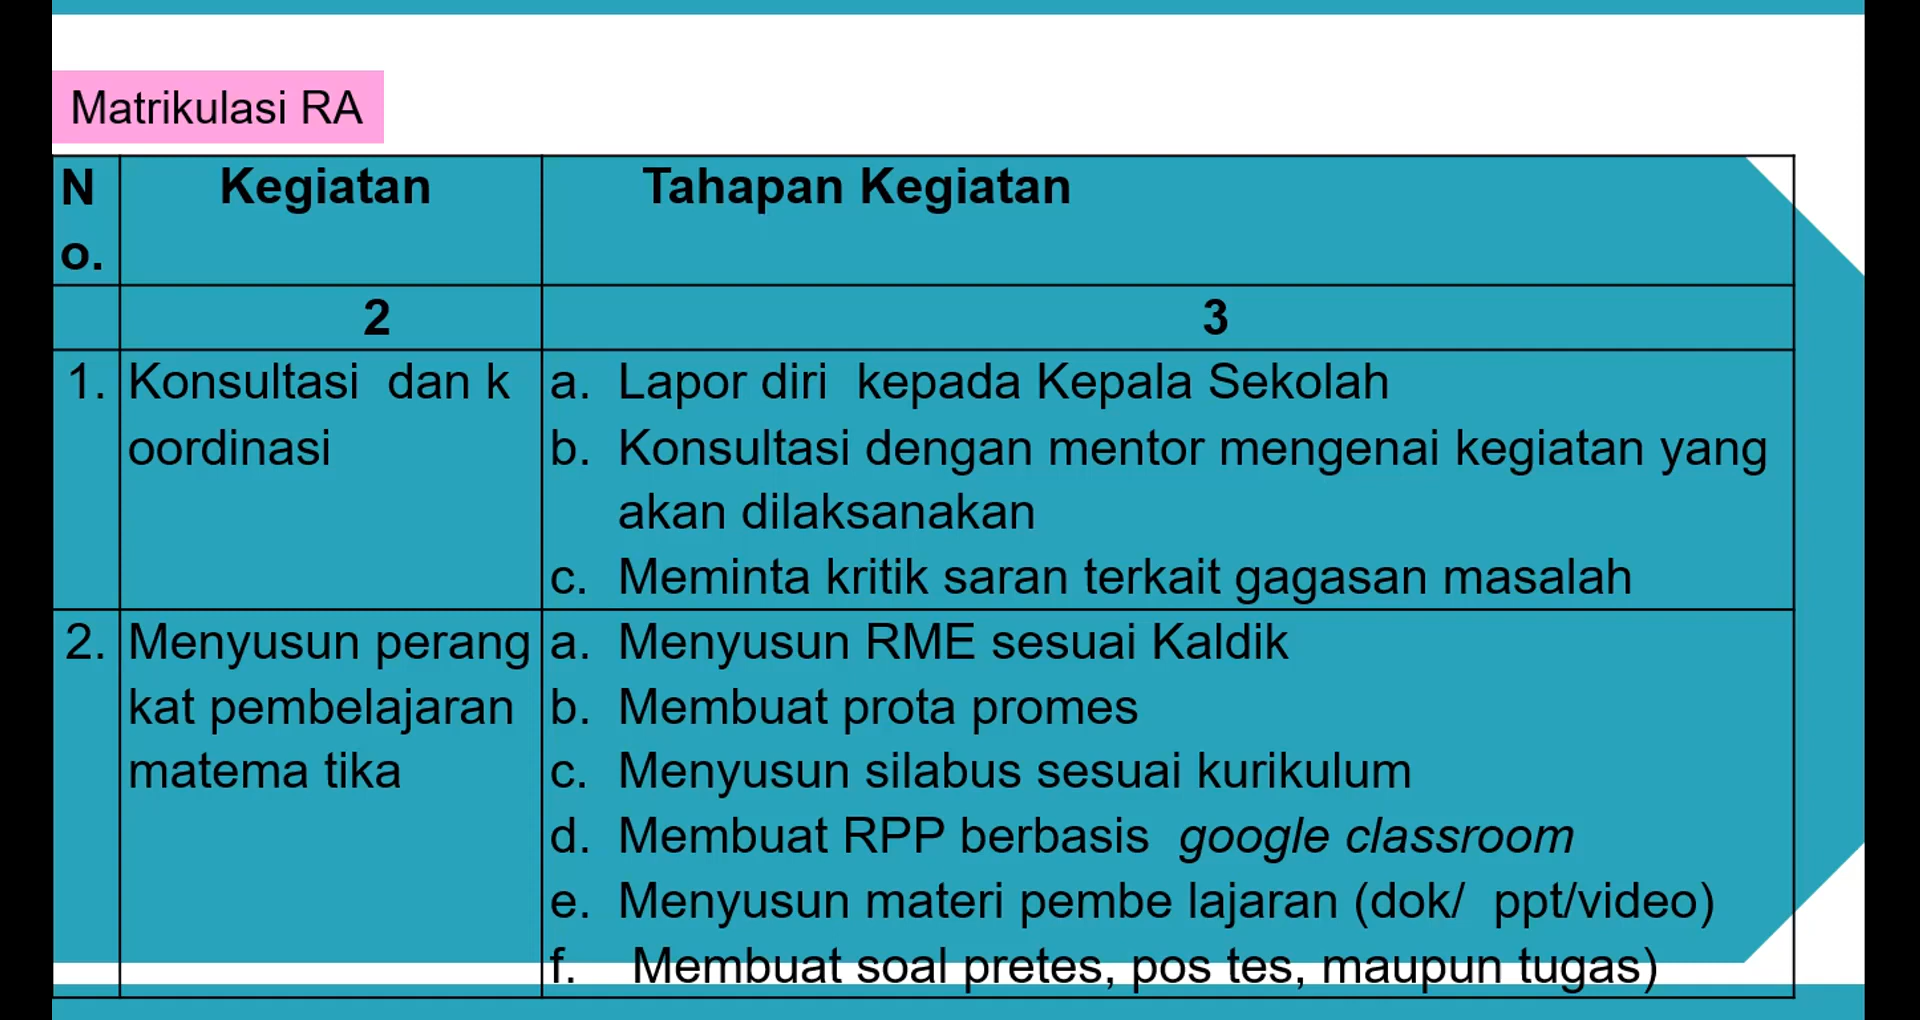 Matrikulasi RA
N
o.
Kegiatan
Tahapan Kegiatan
2
3
1.
Konsultasi dan k
oordinasi
a. Lapor diri kepada Kepala Sekolah
b. Konsultasi dengan mentor mengenai kegiatan yang
akan dilaksanakan
c. Meminta kritik saran terkait gagasan masalah
2.
Menyusun perang
kat pembelajaran
matema tika
a. Menyusun RME sesuai Kaldik
b. Membuat prota promes
c. Menyusun silabus sesuai kurikulum
d. Membuat RPP berbasis google classroom
e. Menyusun materi pembe lajaran (dok/ ppt/video)
f. Membuat soal pretes, pos tes, maupun tugas)